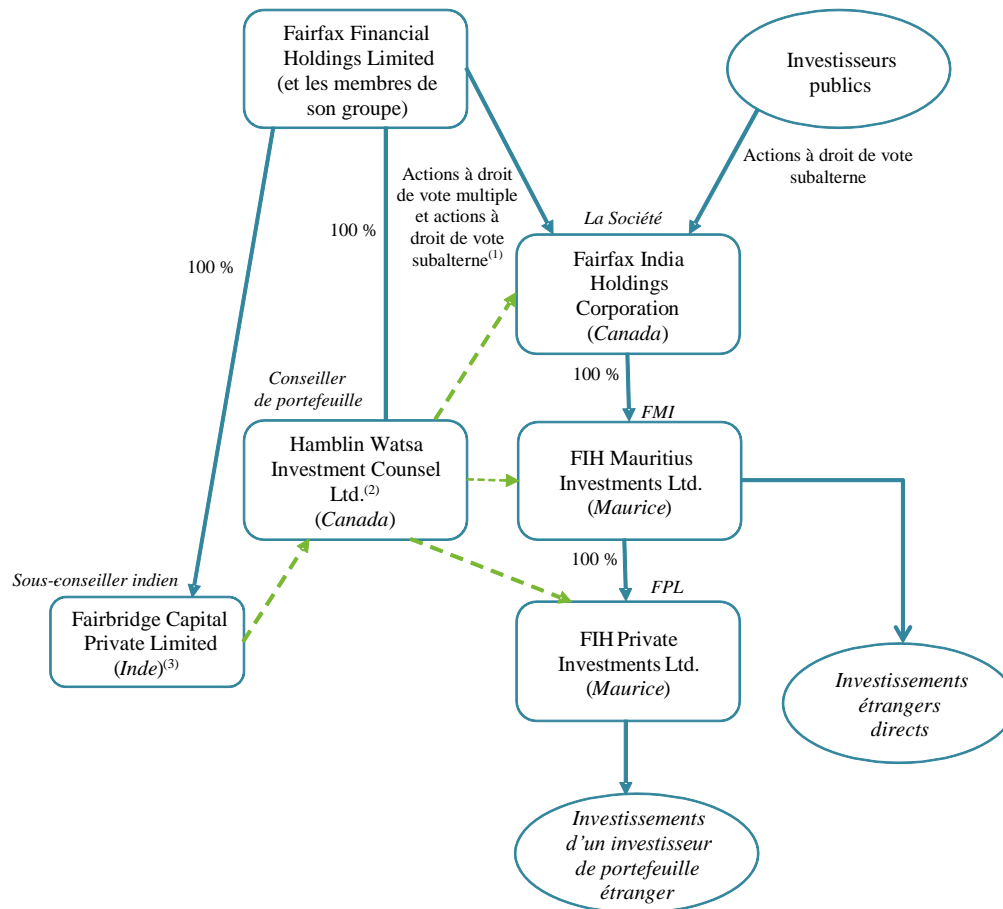 Fairfax Financial
Holdings Limited
(et les membres de
son groupe)
Investisseurs
publics
Actions à droit
de vote multiple
et actions à
droit de vote
subalterne(1)
Actions à droit de vote
subalterne
100 %
100 %
La Société
Fairfax India
Holdings
Corporation
(Canada)
100 %
Conseiller
de portefeuille
Hamblin Watsa
Investment Counsel
Ltd.(2)
(Canada)
FMI
FIH Mauritius
Investments Ltd.
(Maurice)
100 %
Sous-conseiller indien
Fairbridge Capital
Private Limited
(Inde)(3)
FPL
FIH Private
Investments Ltd.
(Maurice)
Investissements
étrangers
directs
Investissements
d'un investisseur
de portefeuille
étranger